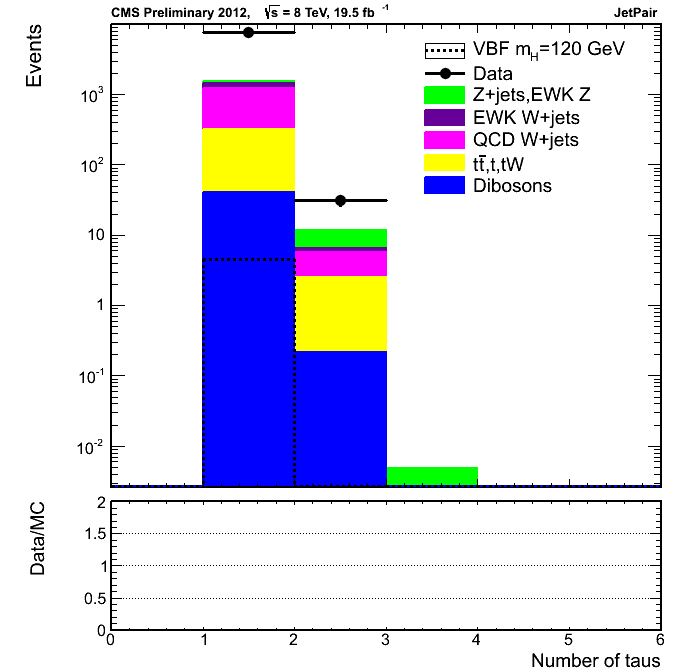 CMS Preliminary 2012, √s = 8 TeV, 19.5 fb⁻¹ JetPair
Events
VBF m_H=120 GeV
Data
Z+jets,EWK Z
EWK W+jets
QCD W+jets
tt̄,t,tW
Dibosons
10³
10²
10
1
10⁻¹
10⁻²
Data/MC
2
1.5
1
0.5
0
0 1 2 3 4 5 6
Number of taus